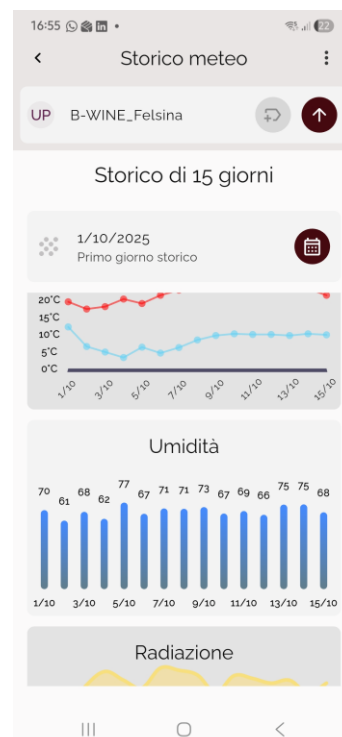 16:55
22
Storico meteo
UP B-WINE_Felsina
Storico di 15 giorni
1/10/2025
Primo giorno storico
20°C
15°C
10°C
5°C
0°C
1/10 3/10 5/10 7/10 9/10 11/10 13/10 15/10
Umidità
70 61 68 62 77 67 71 71 73 67 69 66 75 75 68
1/10 3/10 5/10 7/10 9/10 11/10 13/10 15/10
Radiazione